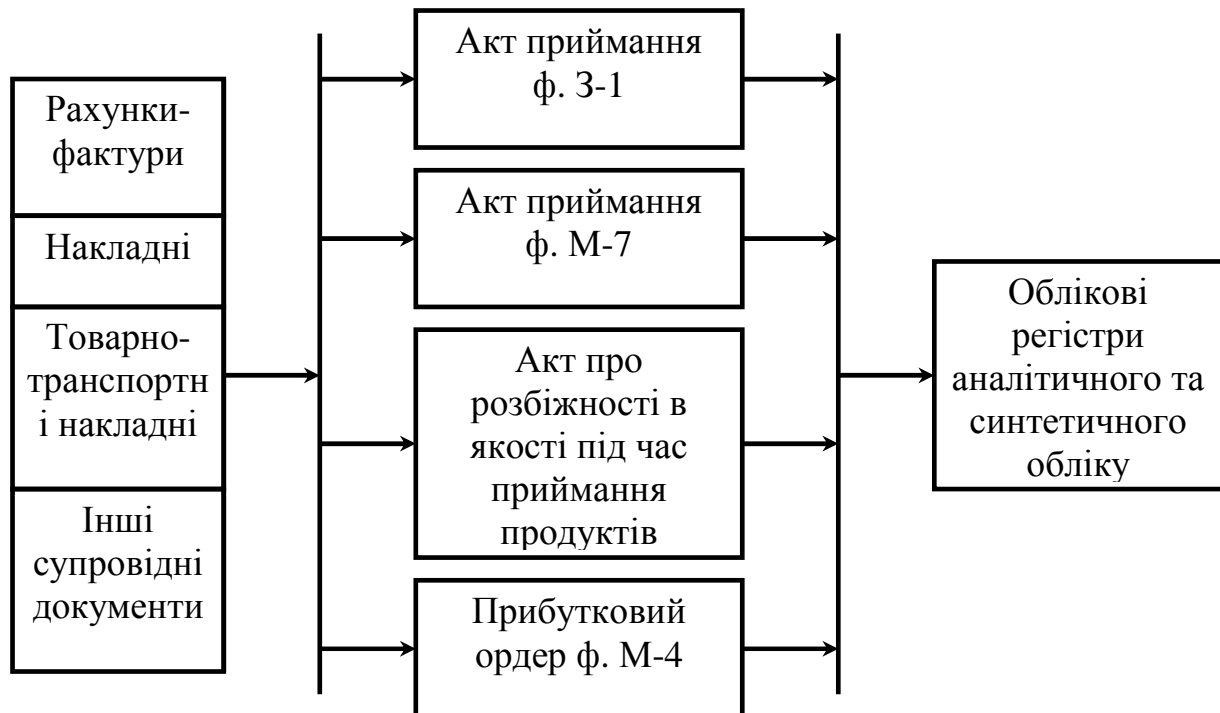 Рахунки-
фактури
Накладні
Товарно-
транспортн
і накладні
Інші
супровідні
документи
Акт приймання
ф. З-1
Акт приймання
ф. М-7
Акт про
розбіжності в
якості під час
приймання
продуктів
Прибутковий
ордер ф. М-4
Облікові
регістри
аналітичного та
синтетичного
обліку